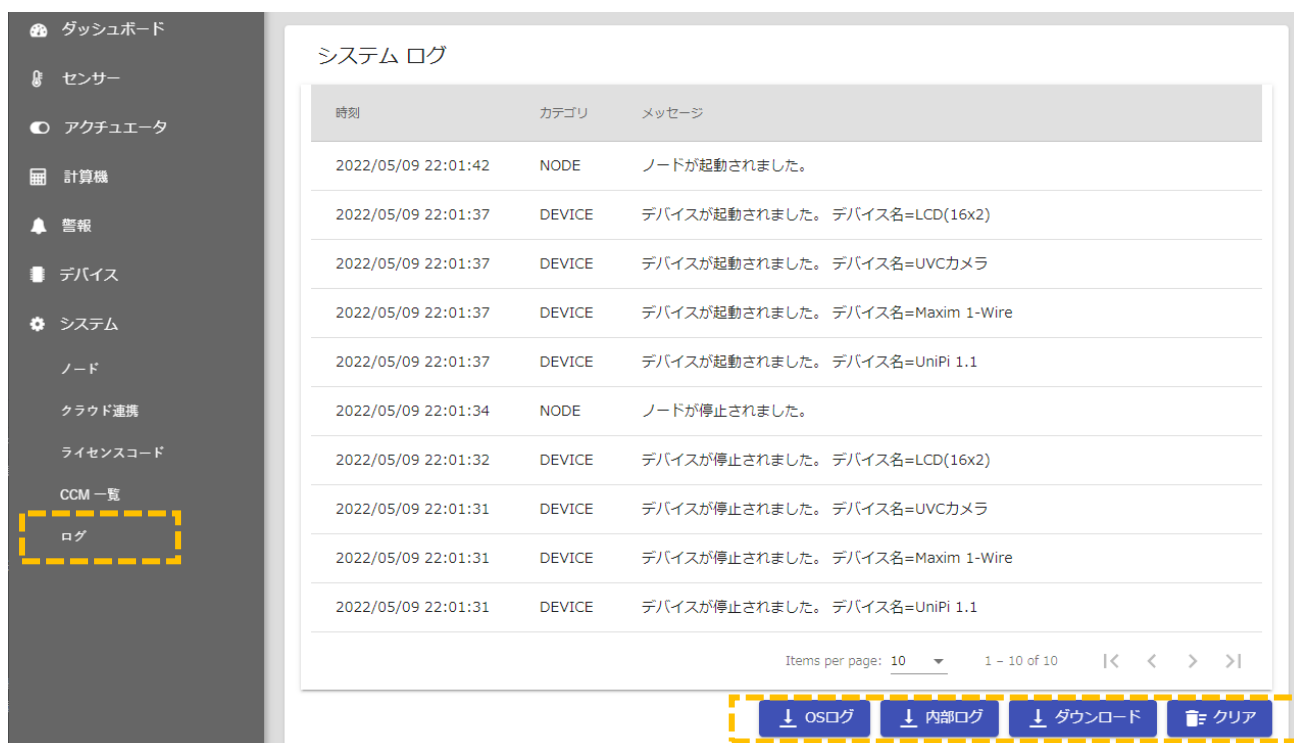 ダッシュボード
センサー
アクチュエータ
計算機
警報
デバイス
システム
ノード
クラウド連携
ライセンスコード
CCM 一覧
ログ
システム ログ
時刻 カテゴリ メッセージ
2022/05/09 22:01:42 NODE ノードが起動されました。
2022/05/09 22:01:37 DEVICE デバイスが起動されました。 デバイス名=LCD(16x2)
2022/05/09 22:01:37 DEVICE デバイスが起動されました。 デバイス名=UVCカメラ
2022/05/09 22:01:37 DEVICE デバイスが起動されました。 デバイス名=Maxim 1-Wire
2022/05/09 22:01:37 DEVICE デバイスが起動されました。 デバイス名=UniPi 1.1
2022/05/09 22:01:34 NODE ノードが停止されました。
2022/05/09 22:01:32 DEVICE デバイスが停止されました。 デバイス名=LCD(16x2)
2022/05/09 22:01:31 DEVICE デバイスが停止されました。 デバイス名=UVCカメラ
2022/05/09 22:01:31 DEVICE デバイスが停止されました。 デバイス名=Maxim 1-Wire
2022/05/09 22:01:31 DEVICE デバイスが停止されました。 デバイス名=UniPi 1.1
Items per page: 10 1 – 10 of 10
OSログ 内部ログ ダウンロード クリア